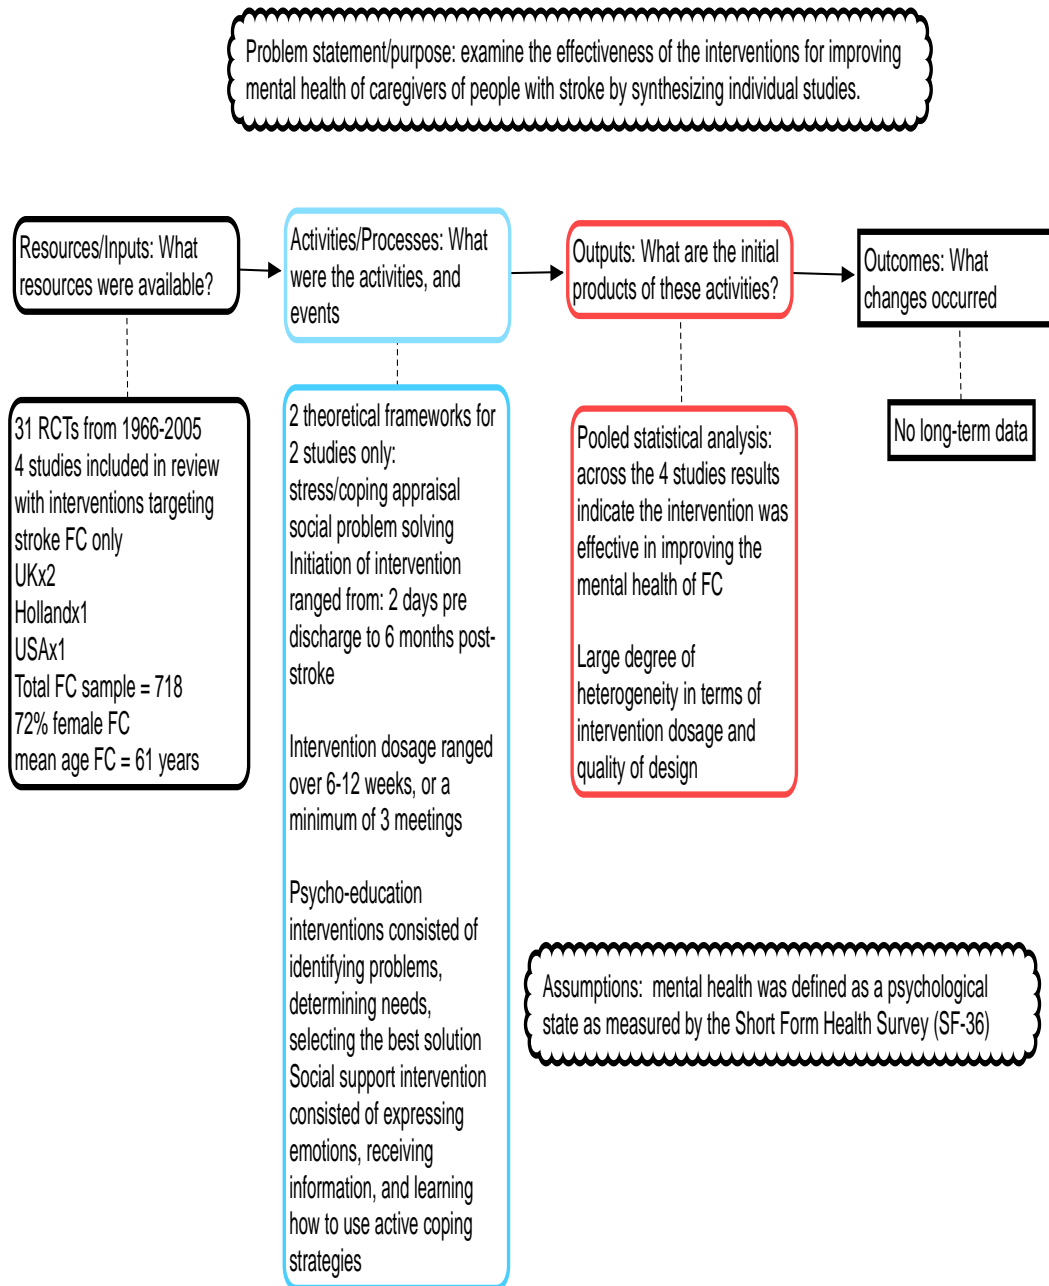 Problem statement/purpose: examine the effectiveness of the interventions for improving
mental health of caregivers of people with stroke by synthesizing individual studies.
Resources/Inputs: What
resources were available?
Activities/Processes: What
were the activities, and
events
Outputs: What are the initial
products of these activities?
Outcomes: What
changes occurred
31 RCTs from 1966-2005
4 studies included in review
with interventions targeting
stroke FC only
UKx2
Hollandx1
USAx1
Total FC sample = 718
72% female FC
mean age FC = 61 years
2 theoretical frameworks for
2 studies only:
stress/coping appraisal
social problem solving
Initiation of intervention
ranged from: 2 days pre
discharge to 6 months post-
stroke
Intervention dosage ranged
over 6-12 weeks, or a
minimum of 3 meetings
Psycho-education
interventions consisted of
identifying problems,
determining needs,
selecting the best solution
Social support intervention
consisted of expressing
emotions, receiving
information, and learning
how to use active coping
strategies
Pooled statistical analysis:
across the 4 studies results
indicate the intervention was
effective in improving the
mental health of FC
Large degree of
heterogeneity in terms of
intervention dosage and
quality of design
No long-term data
Assumptions:  mental health was defined as a psychological
state as measured by the Short Form Health Survey (SF-36)